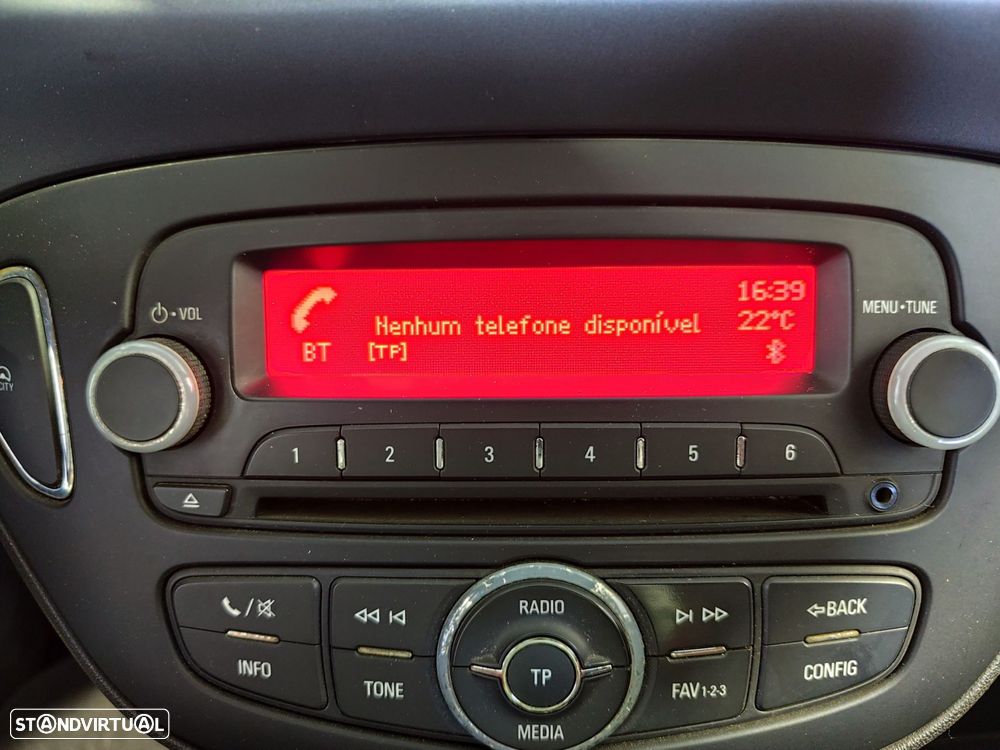 16:39
Nenhum telefone disponível 22°C
BT [TP]
VOL
MENU•TUNE
CITY
1 2 3 4 5 6
RADIO
BACK
INFO
TONE
TP
FAV1-2-3
CONFIG
MEDIA
STANDVIRTUAL